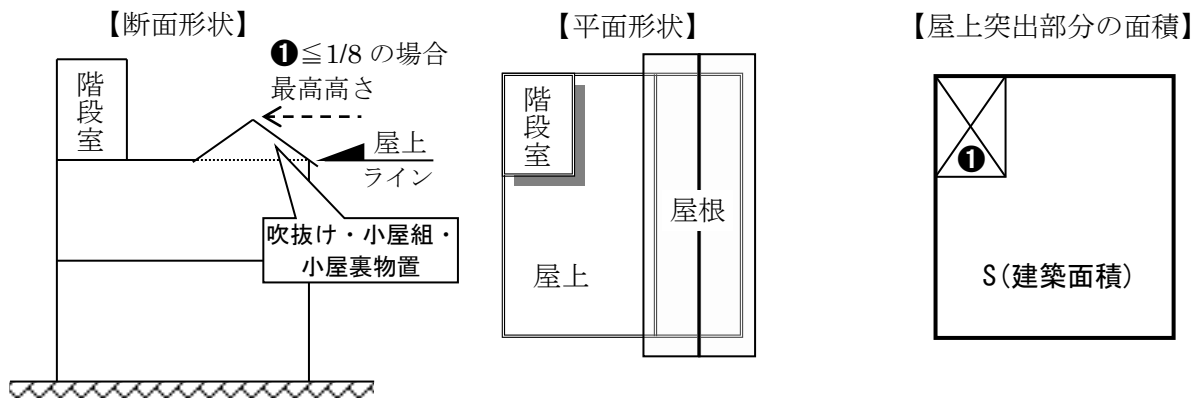 【断面形状】
❶≦1/8 の場合
最高高さ
階段室
屋上
ライン
吹抜け・小屋組・
小屋裏物置
【平面形状】
階段室
屋根
屋上
【屋上突出部分の面積】
❶
S(建築面積)